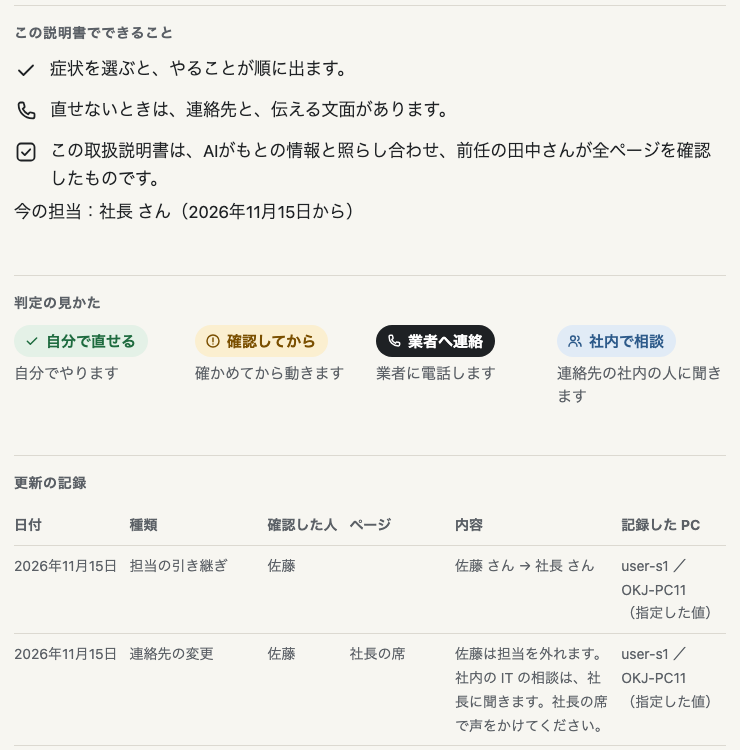 この説明書でできること
症状を選ぶと、やることが順に出ます。
直せないときは、連絡先と、伝える文面があります。
この取扱説明書は、AIがもとの情報と照らし合わせ、前任の田中さんが全ページを確認
したものです。
今の担当：社長 さん（2026年11月15日から）
判定の見かた
自分で直せる
自分でやります
確認してから
確かめてから動きます
業者へ連絡
業者に電話します
社内で相談
連絡先の社内の人に聞き
ます
更新の記録
日付 種類 確認した人 ページ 内容 記録した PC
2026年11月15日 担当の引き継ぎ 佐藤 佐藤 さん → 社長 さん user-s1 ／
OKJ-PC11
（指定した値）
2026年11月15日 連絡先の変更 佐藤 社長の席 佐藤は担当を外れます。 user-s1 ／
社内の IT の相談は、社 OKJ-PC11
長に聞きます。社長の席 （指定した値）
で声をかけてください。